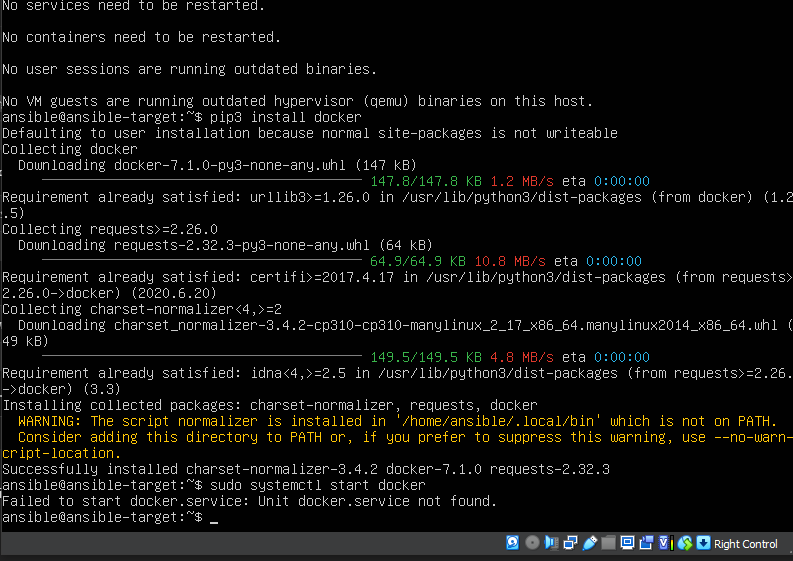 No services need to be restarted.
No containers need to be restarted.
No user sessions are running outdated binaries.
No VM guests are running outdated hypervisor (qemu) binaries on this host.
ansible@ansible-target:~$ pip3 install docker
Defaulting to user installation because normal site-packages is not writeable
Collecting docker
  Downloading docker-7.1.0-py3-none-any.whl (147 kB)
147.8/147.8 KB 1.2 MB/s eta 0:00:00
Requirement already satisfied: urllib3>=1.26.0 in /usr/lib/python3/dist-packages (from docker) (1.2
.5)
Collecting requests>=2.26.0
  Downloading requests-2.32.3-py3-none-any.whl (64 kB)
64.9/64.9 KB 10.8 MB/s eta 0:00:00
Requirement already satisfied: certifi>=2017.4.17 in /usr/lib/python3/dist-packages (from requests>
2.26.0->docker) (2020.6.20)
Collecting charset-normalizer<4,>=2
  Downloading charset_normalizer-3.4.2-cp310-cp310-manylinux_2_17_x86_64.manylinux2014_x86_64.whl (
49 kB)
149.5/149.5 KB 4.8 MB/s eta 0:00:00
Requirement already satisfied: idna<4,>=2.5 in /usr/lib/python3/dist-packages (from requests>=2.26.
->docker) (3.3)
Installing collected packages: charset-normalizer, requests, docker
  WARNING: The script normalizer is installed in '/home/ansible/.local/bin' which is not on PATH.
  Consider adding this directory to PATH or, if you prefer to suppress this warning, use --no-warn-
cript-location.
Successfully installed charset-normalizer-3.4.2 docker-7.1.0 requests-2.32.3
ansible@ansible-target:~$ sudo systemctl start docker
Failed to start docker.service: Unit docker.service not found.
ansible@ansible-target:~$ _
Right Control